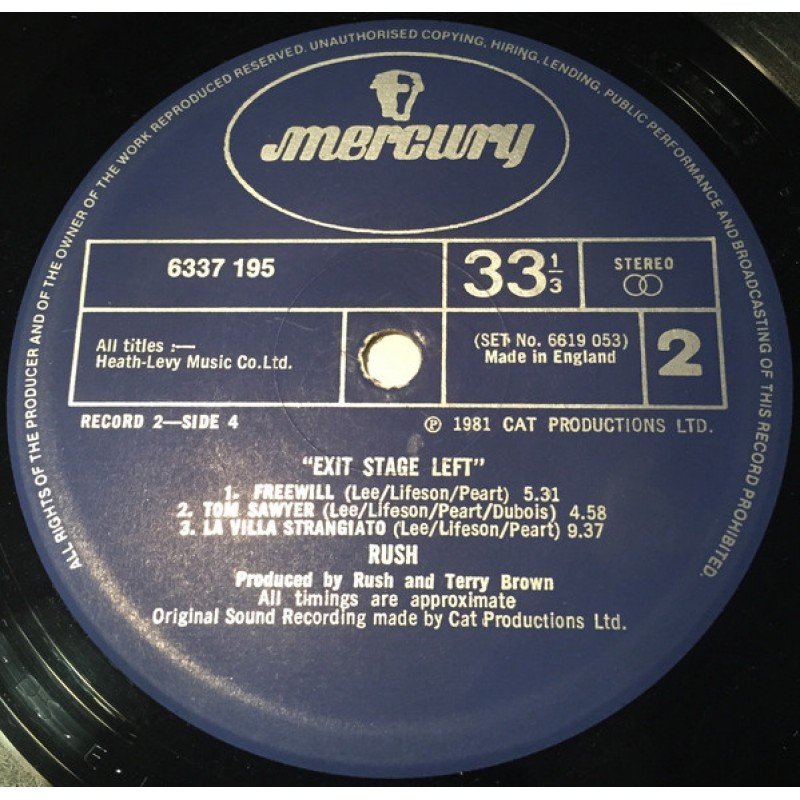 ALL RIGHTS OF THE PRODUCER AND OF THE OWNER OF THE WORK REPRODUCED RESERVED. UNAUTHORISED COPYING, HIRING, LENDING, PUBLIC PERFORMANCE AND BROADCASTING OF THIS RECORD PROHIBITED.
mercury
6337 195
33 1/3
STEREO
All titles :—
Heath-Levy Music Co.Ltd.
(SET No. 6619 053)
Made in England
2
RECORD 2—SIDE 4
℗ 1981 CAT PRODUCTIONS LTD.
"EXIT STAGE LEFT"
1. FREEWILL (Lee/Lifeson/Peart) 5.31
2. TOM SAWYER (Lee/Lifeson/Peart/Dubois) 4.58
3. LA VILLA STRANGIATO (Lee/Lifeson/Peart) 9.37
RUSH
Produced by Rush and Terry Brown
All timings are approximate
Original Sound Recording made by Cat Productions Ltd.